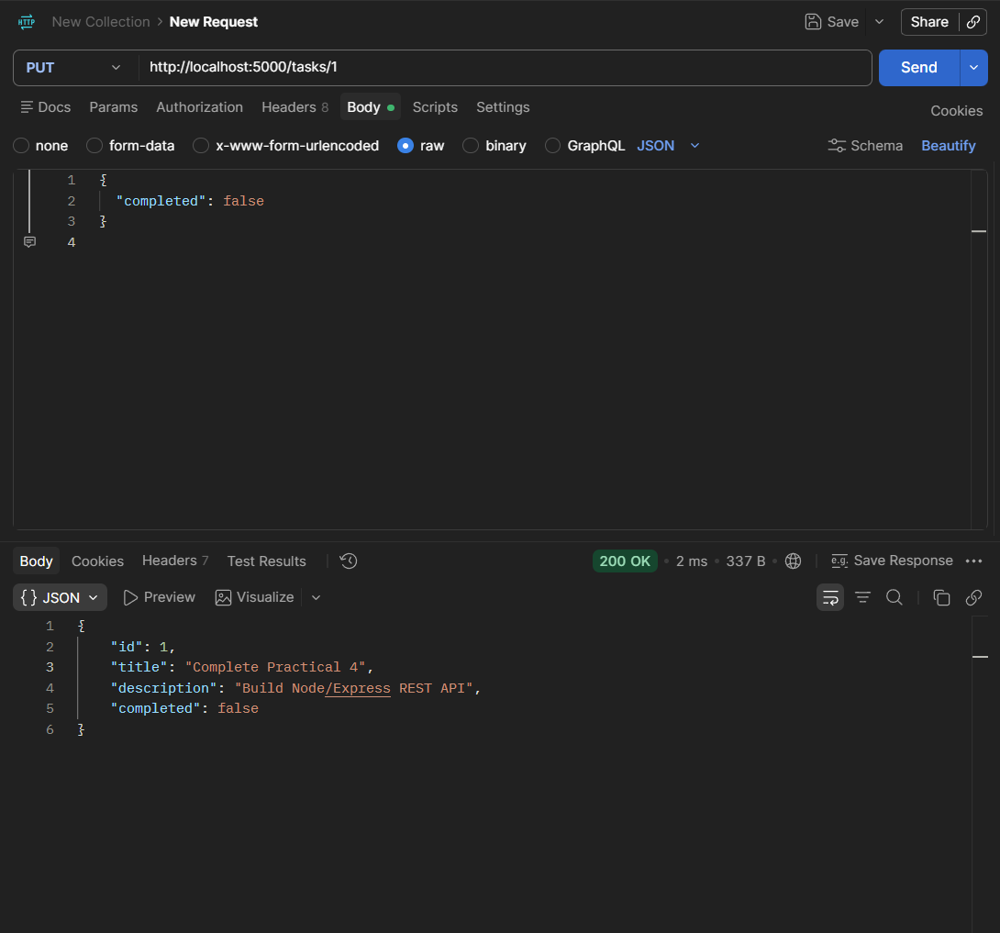 HTTP New Collection > New Request Save Share
PUT http://localhost:5000/tasks/1 Send
Docs Params Authorization Headers 8 Body Scripts Settings Cookies
none form-data x-www-form-urlencoded raw binary GraphQL JSON Schema Beautify
1 {
2 "completed": false
3 }
4
Body Cookies Headers 7 Test Results 200 OK • 2 ms • 337 B • e.g. Save Response
{} JSON Preview Visualize
1 {
2 "id": 1,
3 "title": "Complete Practical 4",
4 "description": "Build Node/Express REST API",
5 "completed": false
6 }